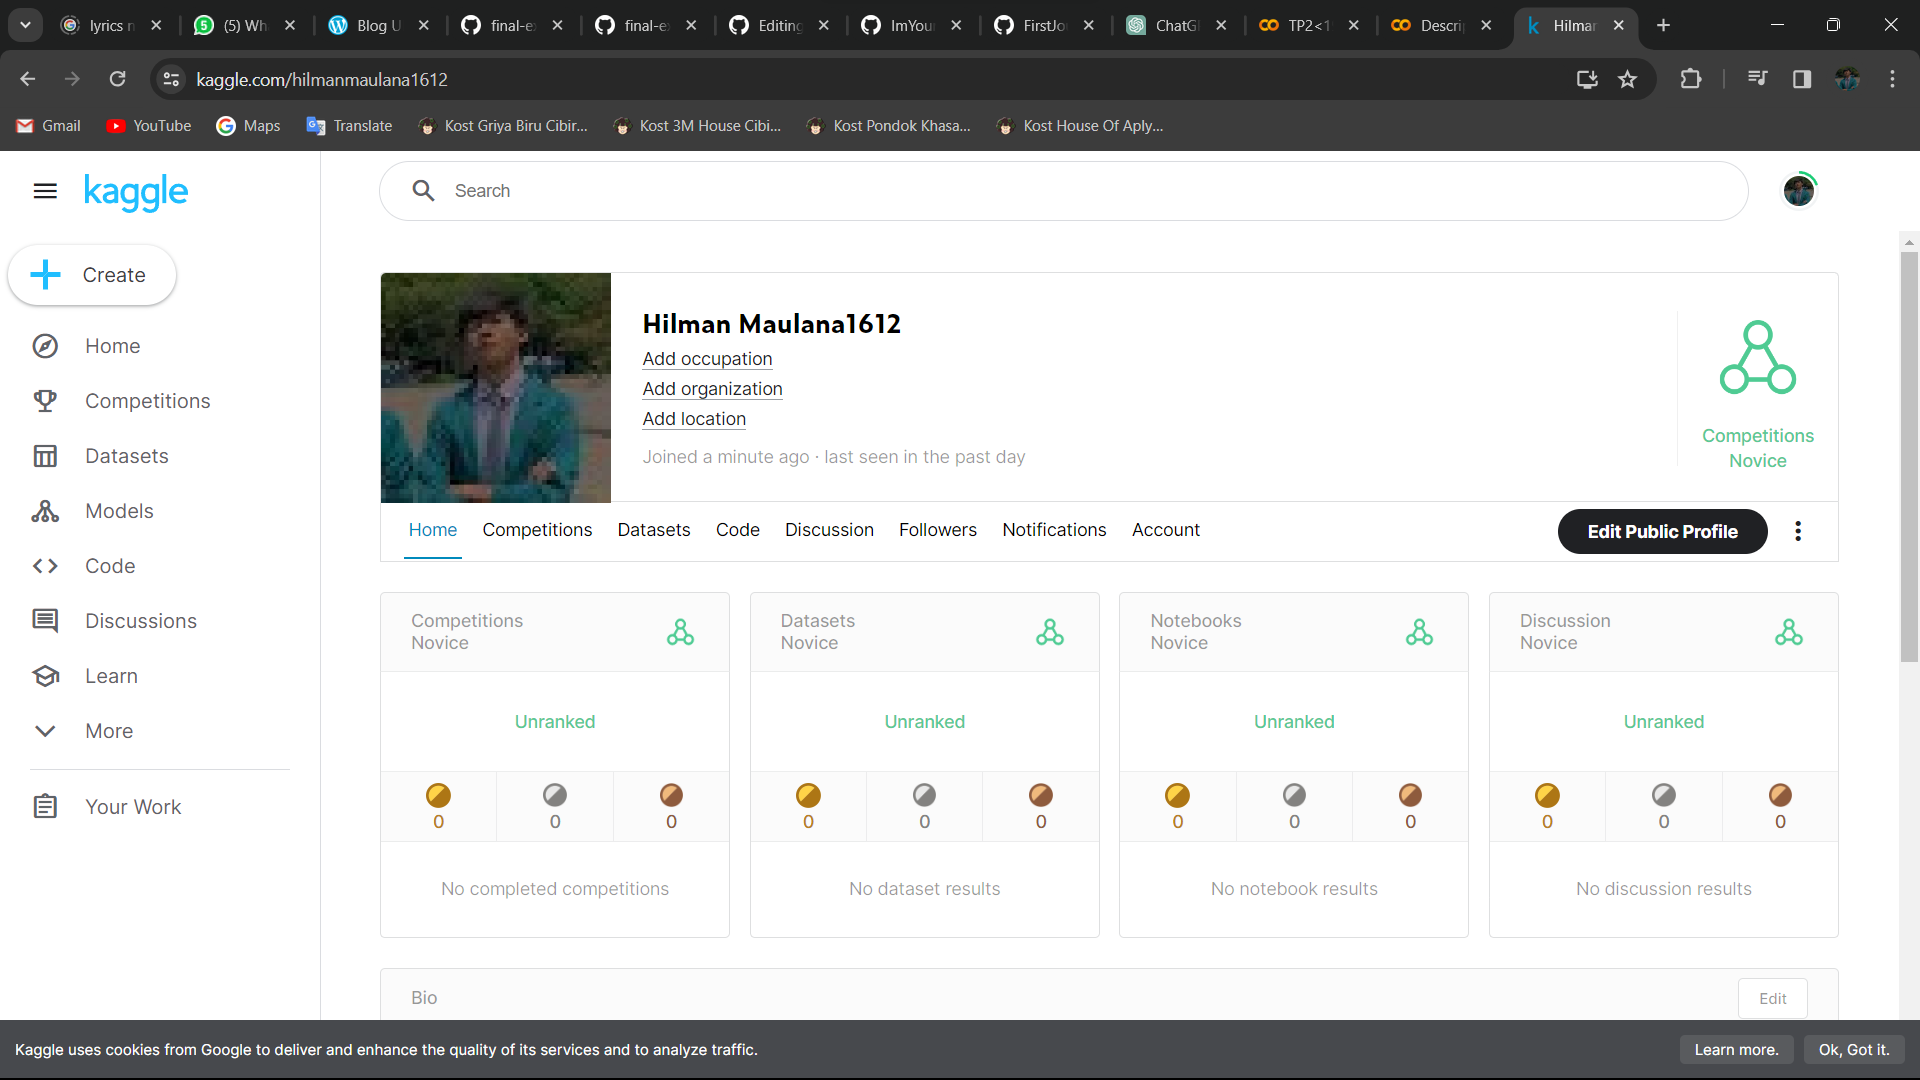 lyrics n
(5) Wh
Blog U
final-e
final-e
Editing
ImYou
FirstJo
ChatG
TP2<1
Descri
Hilman
kaggle.com/hilmanmaulana1612
Gmail
YouTube
Maps
Translate
Kost Griya Biru Cibir...
Kost 3M House Cibi...
Kost Pondok Khasa...
Kost House Of Aply...
kaggle
Search
Create
Home
Competitions
Datasets
Models
Code
Discussions
Learn
More
Your Work
Hilman Maulana1612
Add occupation
Add organization
Add location
Joined a minute ago · last seen in the past day
Competitions
Novice
Home Competitions Datasets Code Discussion Followers Notifications Account
Edit Public Profile
Competitions
Novice
Unranked
0 0 0
No completed competitions
Datasets
Novice
Unranked
0 0 0
No dataset results
Notebooks
Novice
Unranked
0 0 0
No notebook results
Discussion
Novice
Unranked
0 0 0
No discussion results
Bio
Edit
Kaggle uses cookies from Google to deliver and enhance the quality of its services and to analyze traffic.
Learn more.
Ok, Got it.